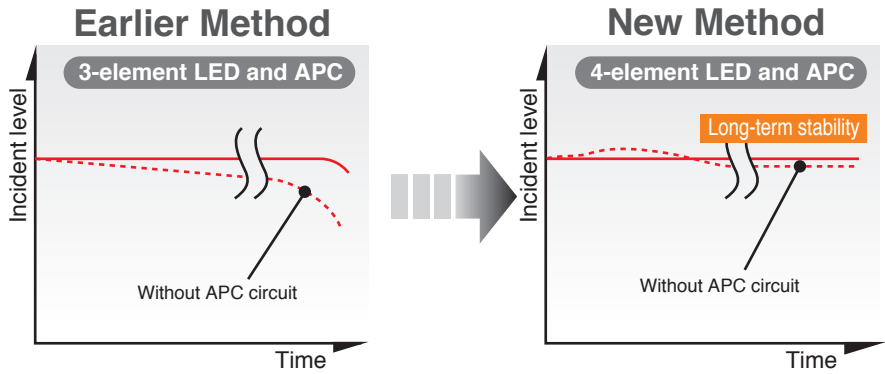 Earlier Method
3-element LED and APC
Incident level
Without APC circuit
Time
New Method
4-element LED and APC
Long-term stability
Incident level
Without APC circuit
Time